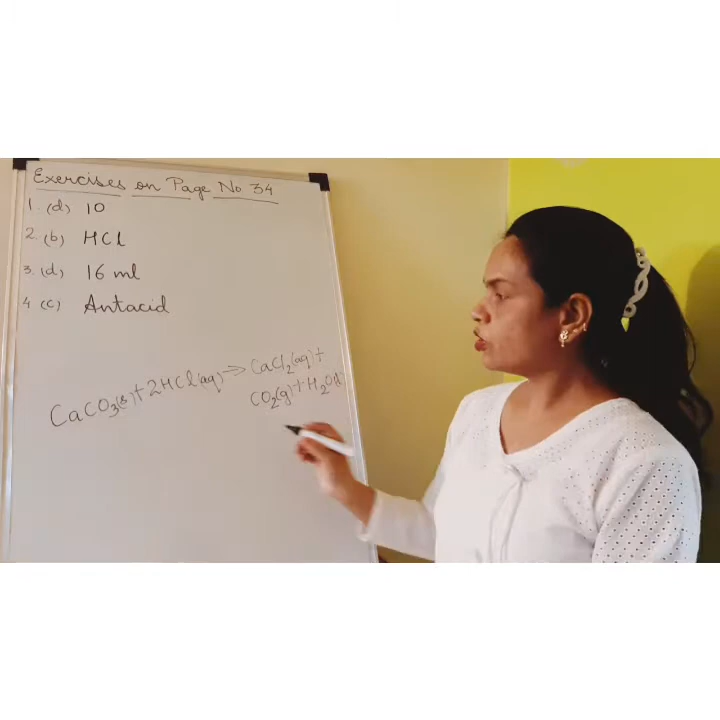 Exercises on Page No 34
1. (d) 10
2. (b) HCl
3. (d) 16 ml
4 (c) Antacid
CaCO3(s)+2HCl(aq) → CaCl2(aq)+
CO2(g)+H2O(l)